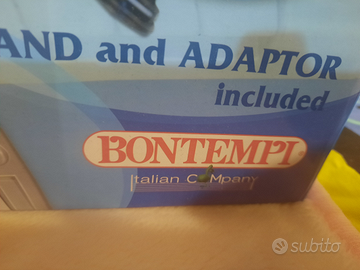 AND and ADAPTOR
included
BONTEMPI
Italian CoMpany
subito